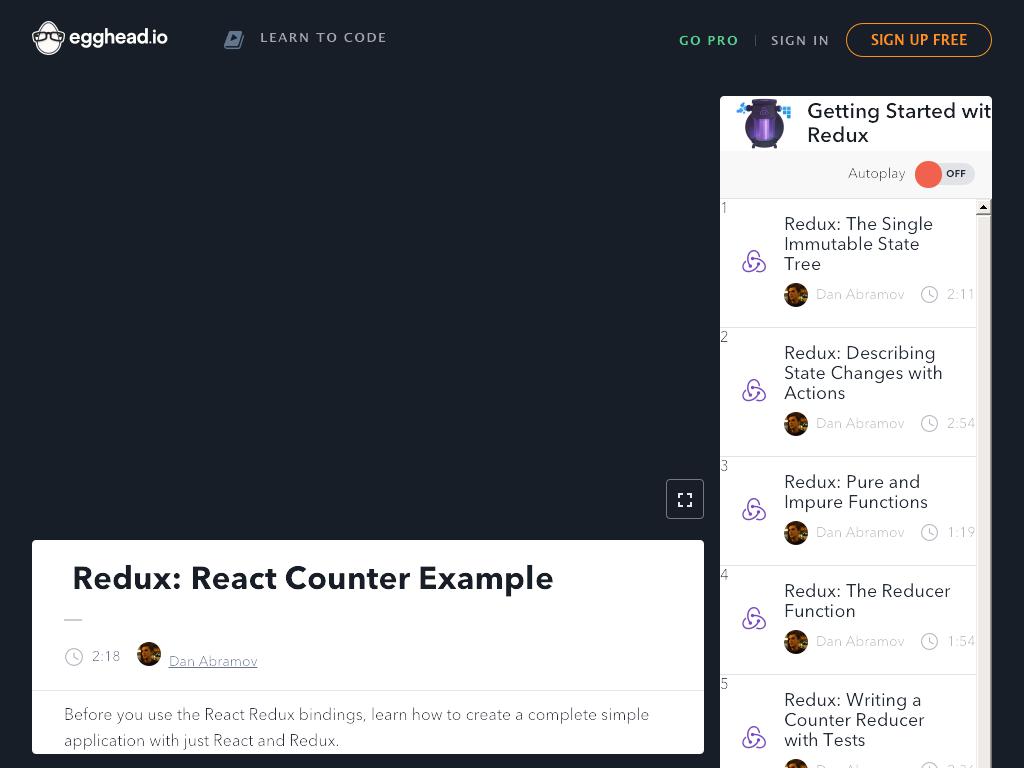 egghead.io
LEARN TO CODE
GO PRO
SIGN IN
SIGN UP FREE
Getting Started wit
Redux
Autoplay
OFF
1
Redux: The Single
Immutable State
Tree
Dan Abramov
2:11
2
Redux: Describing
State Changes with
Actions
Dan Abramov
2:54
3
Redux: Pure and
Impure Functions
Dan Abramov
1:19
4
Redux: The Reducer
Function
Dan Abramov
1:54
5
Redux: Writing a
Counter Reducer
with Tests
Redux: React Counter Example
2:18
Dan Abramov
Before you use the React Redux bindings, learn how to create a complete simple
application with just React and Redux.